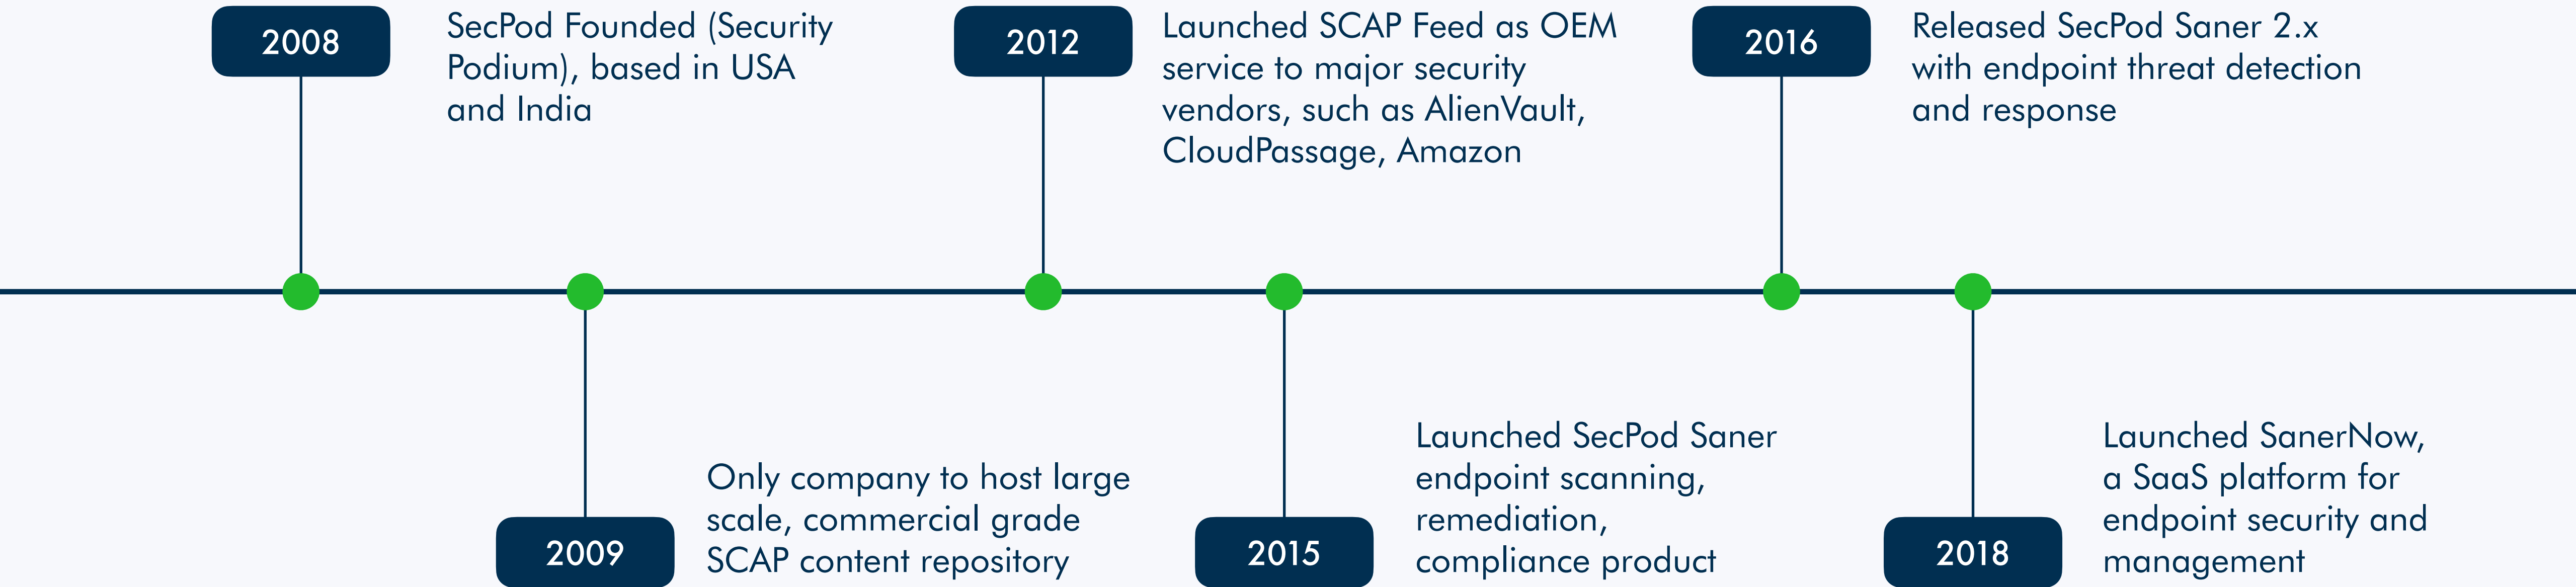 2008
SecPod Founded (Security
Podium), based in USA
and India
2009
Only company to host large
scale, commercial grade
SCAP content repository
2012
Launched SCAP Feed as OEM
service to major security
vendors, such as AlienVault,
CloudPassage, Amazon
2015
Launched SecPod Saner
endpoint scanning,
remediation,
compliance product
2016
Released SecPod Saner 2.x
with endpoint threat detection
and response
2018
Launched SanerNow,
a SaaS platform for
endpoint security and
management